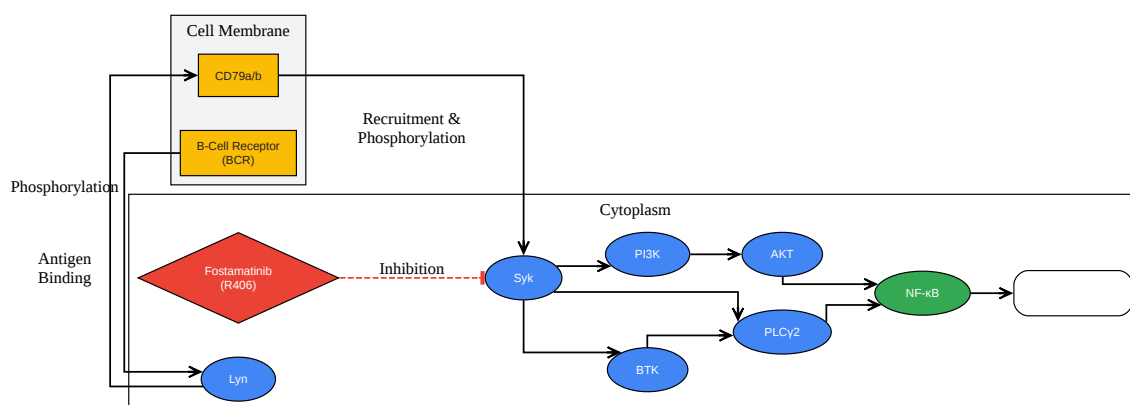 Cell Membrane
CD79a/b
B-Cell Receptor
(BCR)
Recruitment &
Phosphorylation
Phosphorylation
Antigen
Binding
Cytoplasm
Fostamatinib
(R406)
Inhibition
Syk
PI3K
AKT
NF-κB
PLCγ2
BTK
Lyn